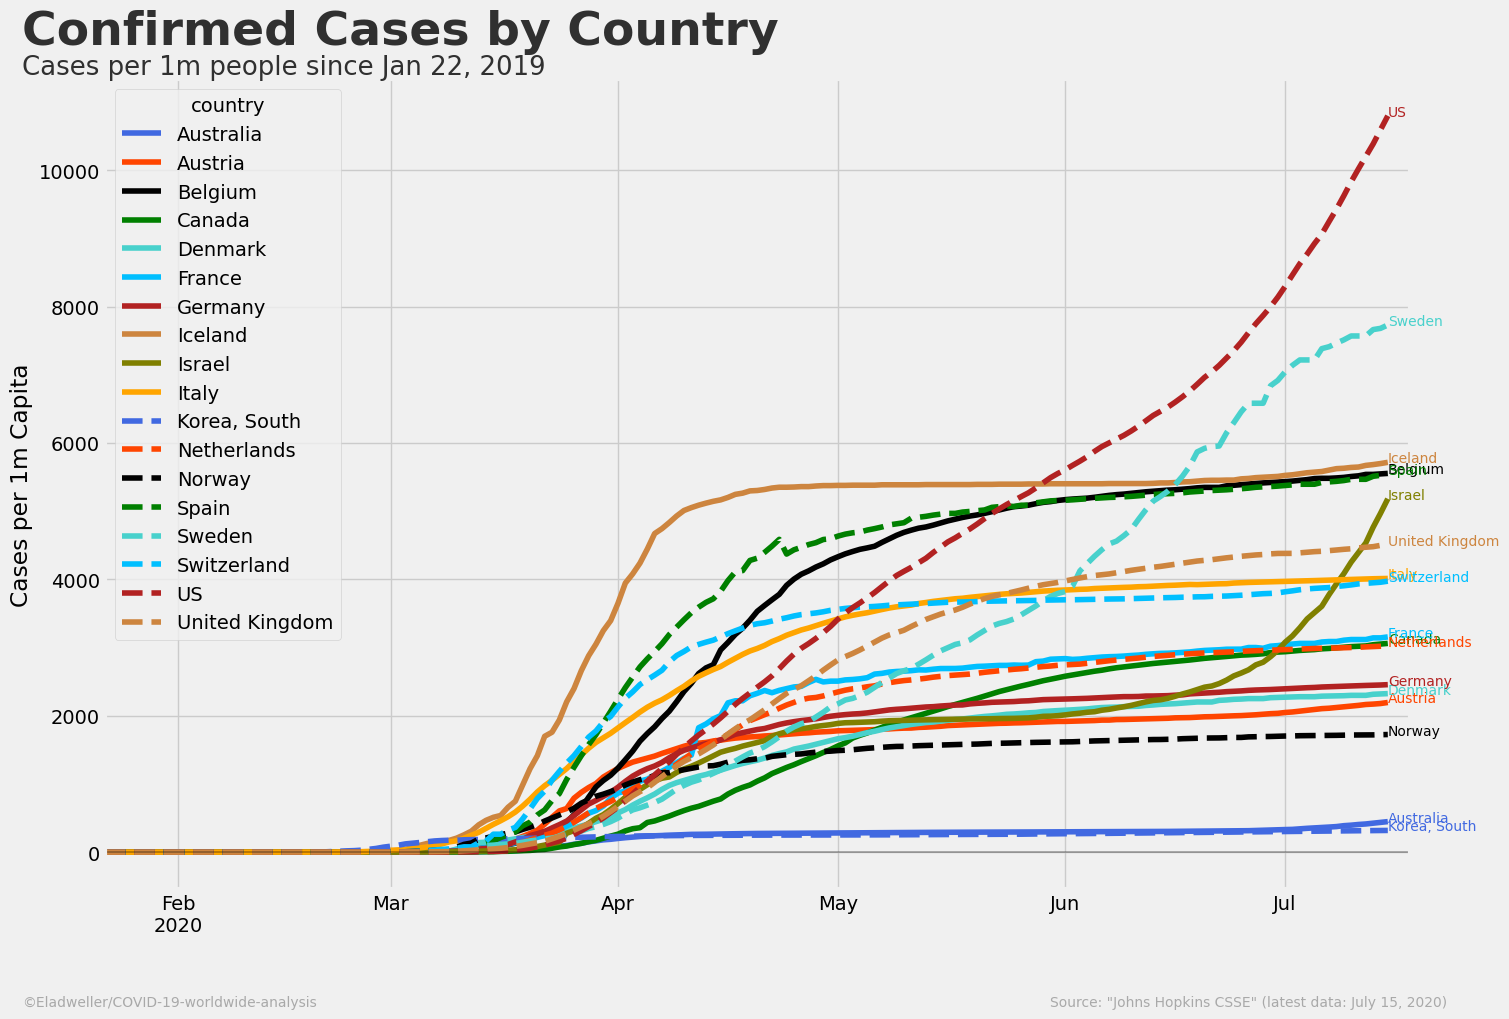 Confirmed Cases by Country
Cases per 1m people since Jan 22, 2019
country
Australia
Austria
Belgium
Canada
Denmark
France
Germany
Iceland
Israel
Italy
Korea, South
Netherlands
Norway
Spain
Sweden
Switzerland
US
United Kingdom
Cases per 1m Capita
10000
8000
6000
4000
2000
0
US
Sweden
Iceland
Belgium
Spain
Israel
United Kingdom
Italy
Switzerland
France
Canada
Netherlands
Germany
Denmark
Austria
Norway
Australia
Korea, South
Feb Mar Apr May Jun Jul
2020
©Eladweller/COVID-19-worldwide-analysis
Source: "Johns Hopkins CSSE" (latest data: July 15, 2020)